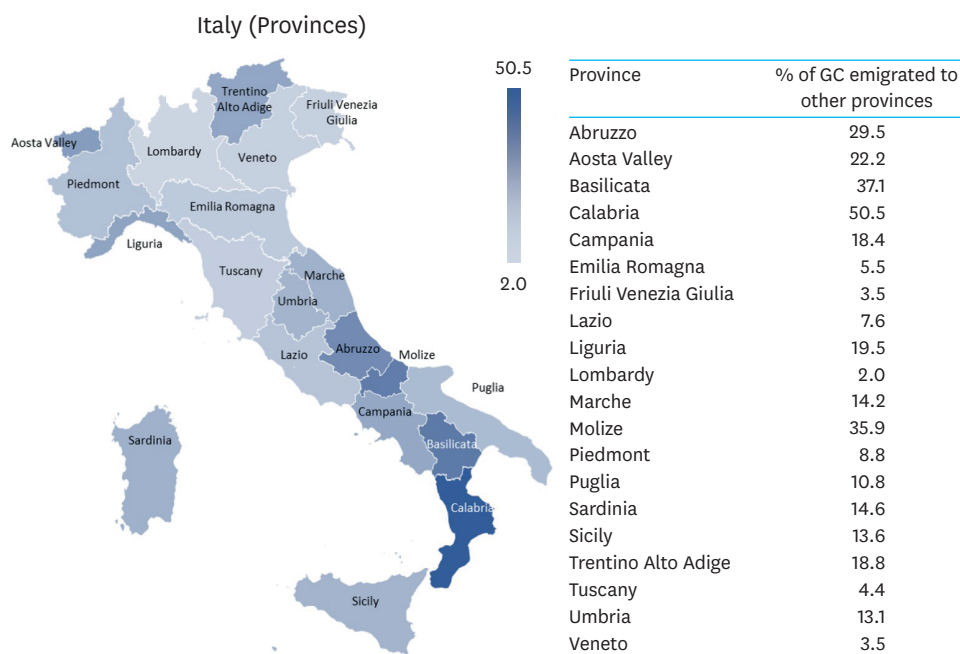 Italy (Provinces)
Trentino
Alto Adige
Friuli Venezia
Giulia
Aosta Valley
Lombardy
Veneto
Piedmont
Emilia Romagna
Liguria
Tuscany
Marche
Umbria
Lazio
Abruzzo
Molize
Puglia
Campania
Basilicata
Sardinia
Calabria
Sicily
50.5
2.0
Province % of GC emigrated to
other provinces
Abruzzo 29.5
Aosta Valley 22.2
Basilicata 37.1
Calabria 50.5
Campania 18.4
Emilia Romagna 5.5
Friuli Venezia Giulia 3.5
Lazio 7.6
Liguria 19.5
Lombardy 2.0
Marche 14.2
Molize 35.9
Piedmont 8.8
Puglia 10.8
Sardinia 14.6
Sicily 13.6
Trentino Alto Adige 18.8
Tuscany 4.4
Umbria 13.1
Veneto 3.5